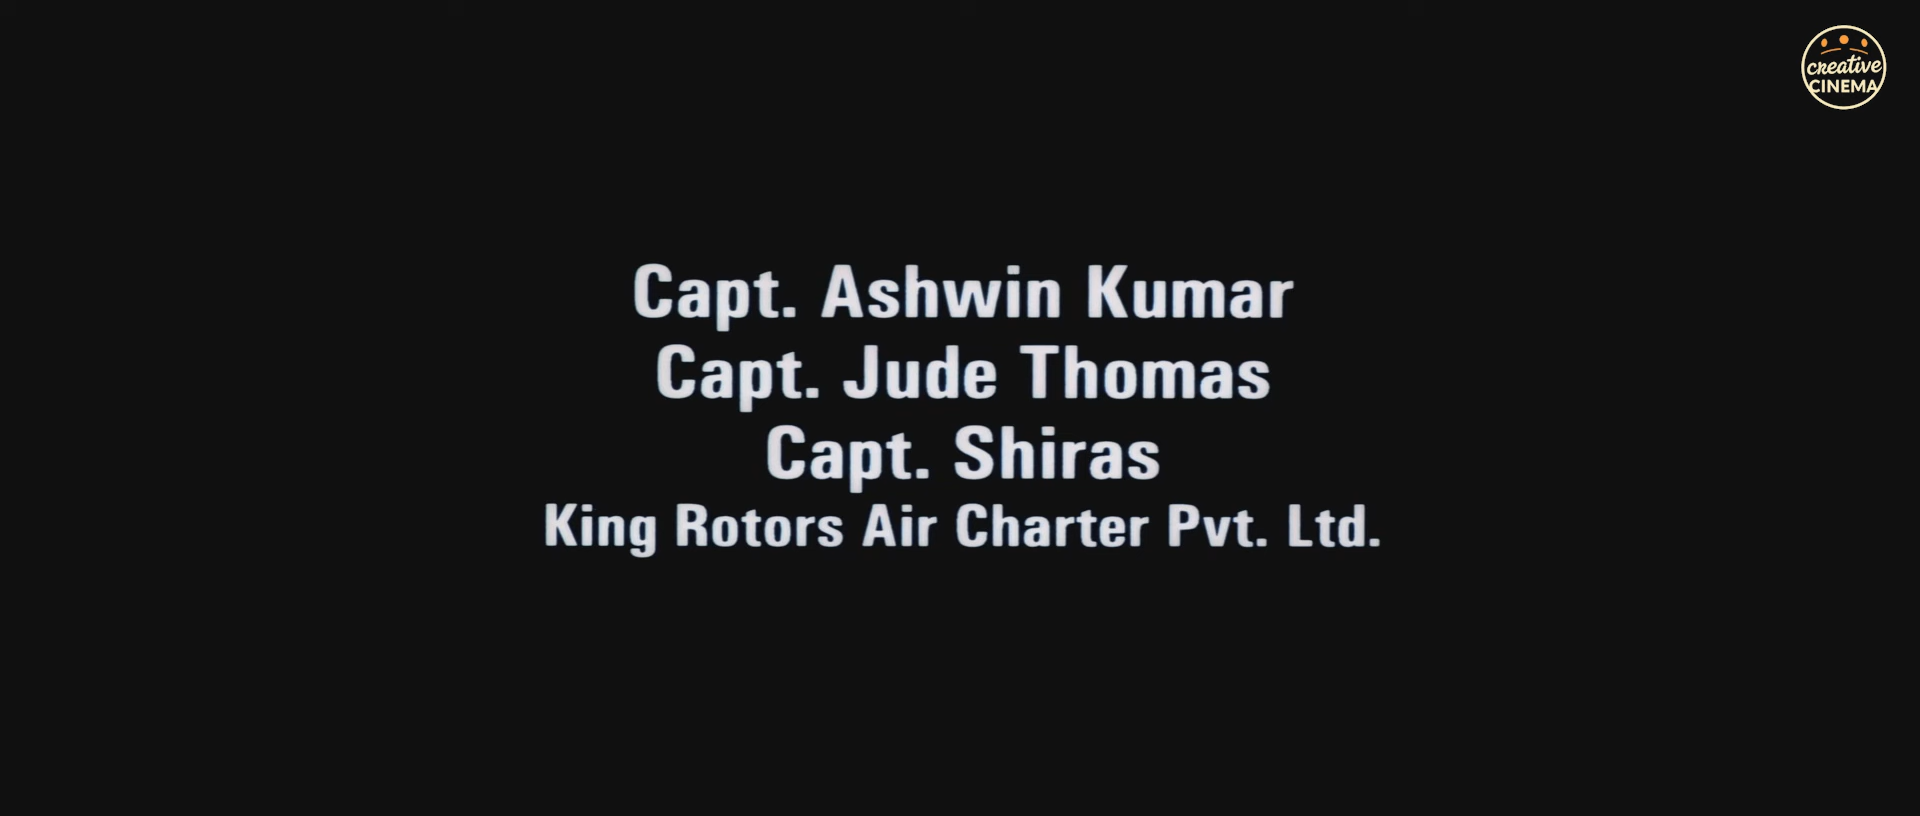 creative
CINEMA
Capt. Ashwin Kumar
Capt. Jude Thomas
Capt. Shiras
King Rotors Air Charter Pvt. Ltd.